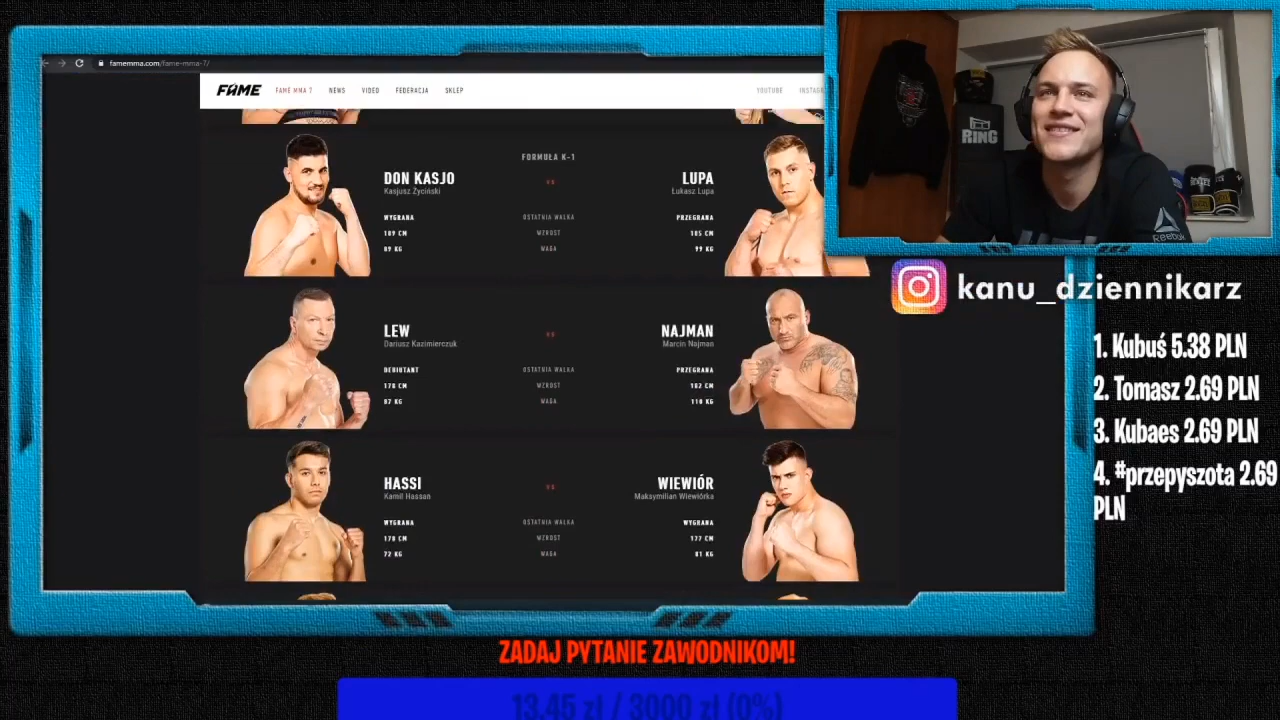 famemma.com/fame-mma-7/
FAME
FAME MMA 7
NEWS
VIDEO
FEDERACJA
SKLEP
YOUTUBE
FORMUŁA K-1
DON KASJO
Kasjusz Życiński
VS
LUPA
Łukasz Lupa
WYGRANA
OSTATNIA WALKA
PRZEGRANA
189 CM
WZROST
185 CM
89 KG
WAGA
99 KG
LEW
Dariusz Kazimierczuk
VS
NAJMAN
Marcin Najman
DEBIUTANT
OSTATNIA WALKA
PRZEGRANA
178 CM
WZROST
182 CM
87 KG
WAGA
118 KG
HASSI
Kamil Hassan
VS
WIEWIÓR
Maksymilian Wiewiórka
WYGRANA
OSTATNIA WALKA
WYGRANA
178 CM
WZROST
177 CM
72 KG
WAGA
81 KG
RING
Reebok
kanu_dziennikarz
1. Kubuś 5.38 PLN
2. Tomasz 2.69 PLN
3. Kubaes 2.69 PLN
4. #przepyszota 2.69
PLN
ZADAJ PYTANIE ZAWODNIKOM!
13.45 zł / 3000 zł (0%)